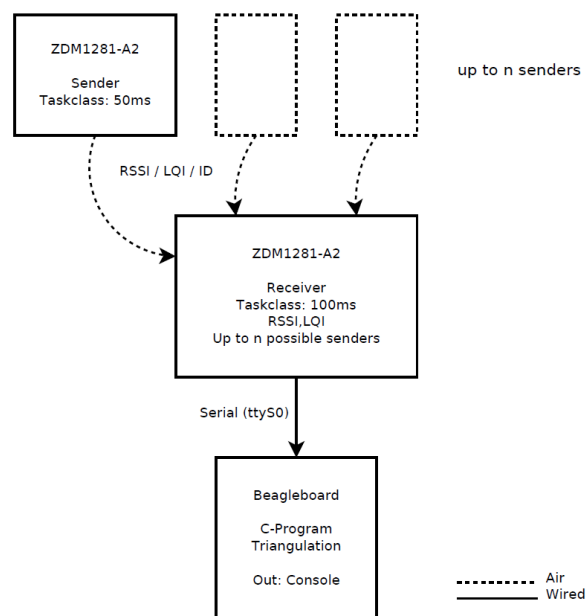 ZDM1281-A2
Sender
Taskclass: 50ms
up to n senders
RSSI / LQI / ID
ZDM1281-A2
Receiver
Taskclass: 100ms
RSSI,LQI
Up to n possible senders
Serial (ttyS0)
Beagleboard
C-Program
Triangulation
Out: Console
Air
Wired